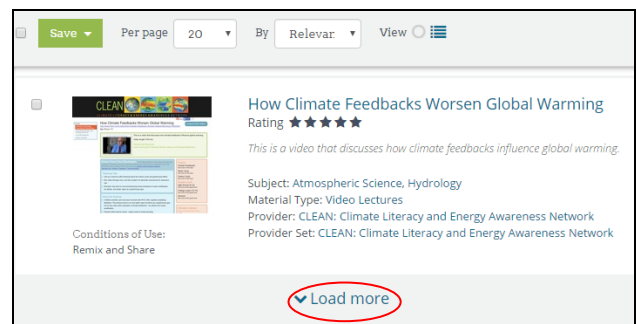 Save Per page 20 By Relevan View
CLEAN
How Climate Feedbacks Worsen Global Warming
Rating ★★★★★
This is a video that discusses how climate feedbacks influence global warming.
Subject: Atmospheric Science, Hydrology
Material Type: Video Lectures
Provider: CLEAN: Climate Literacy and Energy Awareness Network
Provider Set: CLEAN: Climate Literacy and Energy Awareness Network
Conditions of Use:
Remix and Share
Load more